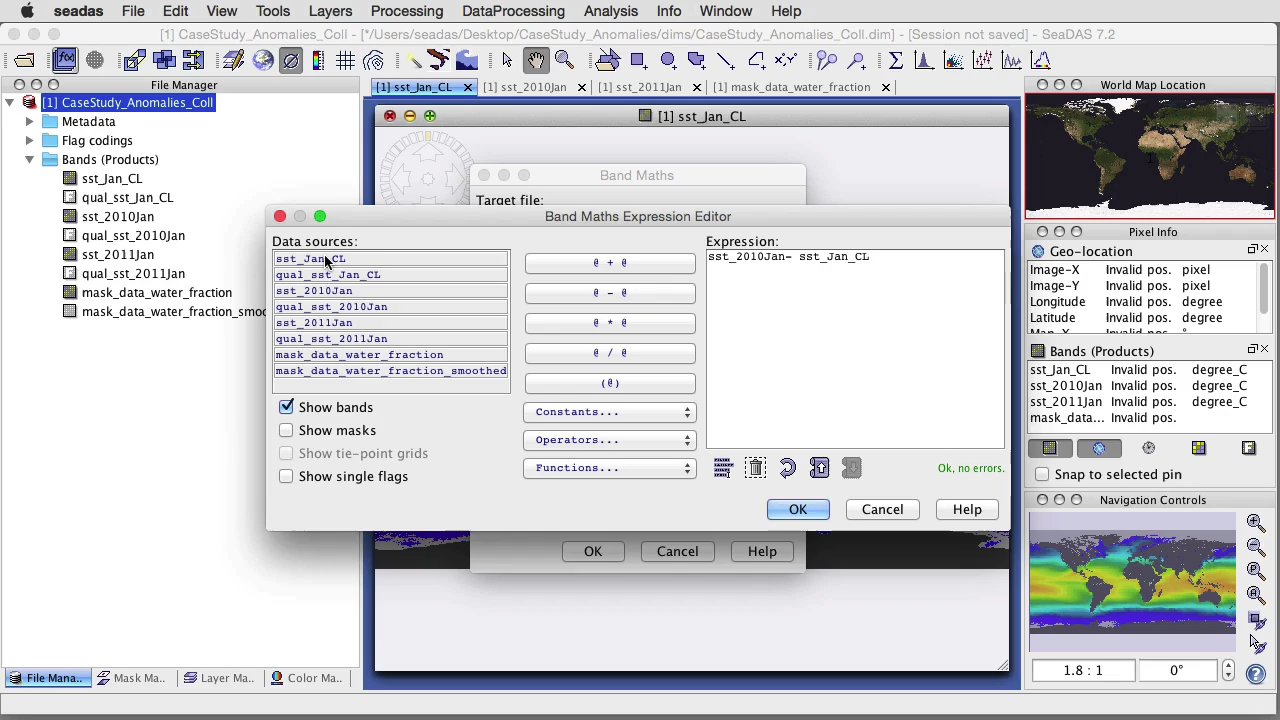 seadas File Edit View Tools Layers Processing DataProcessing Analysis Info Window Help
[1] CaseStudy_Anomalies_Coll - [*/Users/seadas/Desktop/CaseStudy_Anomalies/dims/CaseStudy_Anomalies_Coll.dim] - [Session not saved] - SeaDAS 7.2
File Manager
[1] CaseStudy_Anomalies_Coll
Metadata
Flag codings
Bands (Products)
sst_Jan_CL
qual_sst_Jan_CL
sst_2010Jan
qual_sst_2010Jan
sst_2011Jan
qual_sst_2011Jan
mask_data_water_fraction
mask_data_water_fraction_smoo
File Mana..
Mask Ma..
Layer Ma..
Color Ma..
[1] sst_Jan_CL
[1] sst_2010Jan
[1] sst_2011Jan
[1] mask_data_water_fraction
[1] sst_Jan_CL
Band Maths
Target file:
Band Maths Expression Editor
Data sources:
sst_Jan_CL
qual_sst_Jan_CL
sst_2010Jan
qual_sst_2010Jan
sst_2011Jan
qual_sst_2011Jan
mask_data_water_fraction
mask_data_water_fraction_smoothed
Show bands
Show masks
Show tie-point grids
Show single flags
@ + @
@ - @
@ * @
@ / @
(@)
Constants...
Operators...
Functions...
Expression:
sst_2010Jan- sst_Jan_CL
Ok, no errors.
OK Cancel Help
OK Cancel Help
World Map Location
Pixel Info
Geo-location
Image-X Invalid pos. pixel
Image-Y Invalid pos. pixel
Longitude Invalid pos. degree
Latitude Invalid pos. degree
Bands (Products)
sst_Jan_CL Invalid pos. degree_C
sst_2010Jan Invalid pos. degree_C
sst_2011Jan Invalid pos. degree_C
mask_data... Invalid pos.
Snap to selected pin
Navigation Controls
1.8 : 1
0°